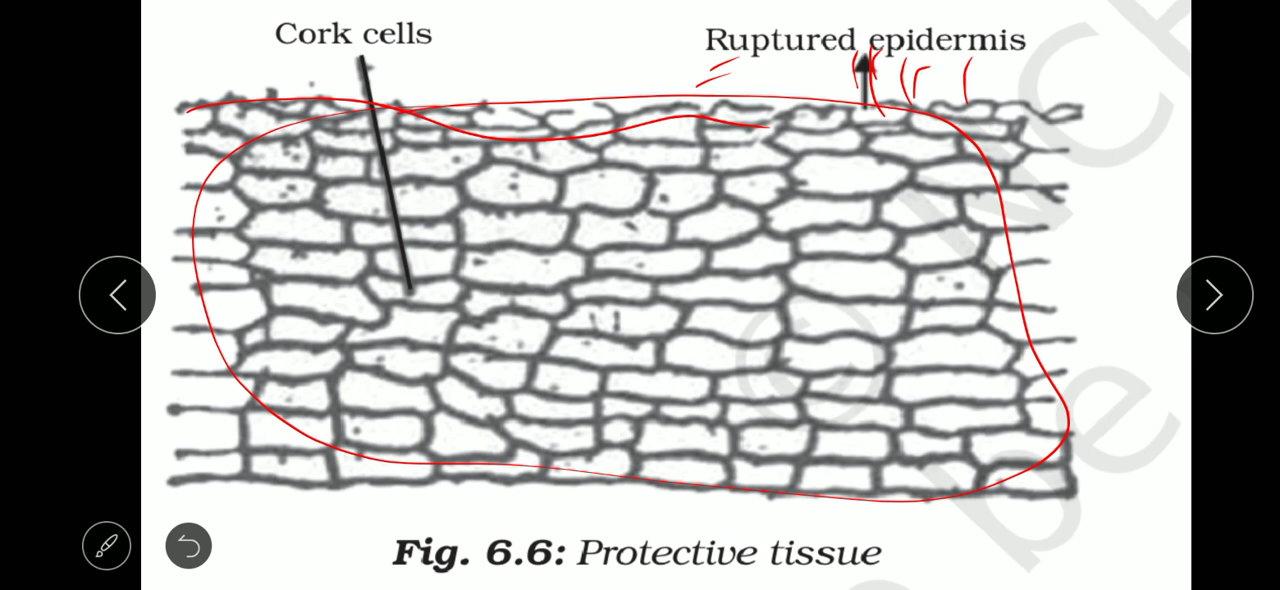 Cork cells
Ruptured epidermis
Fig. 6.6: Protective tissue